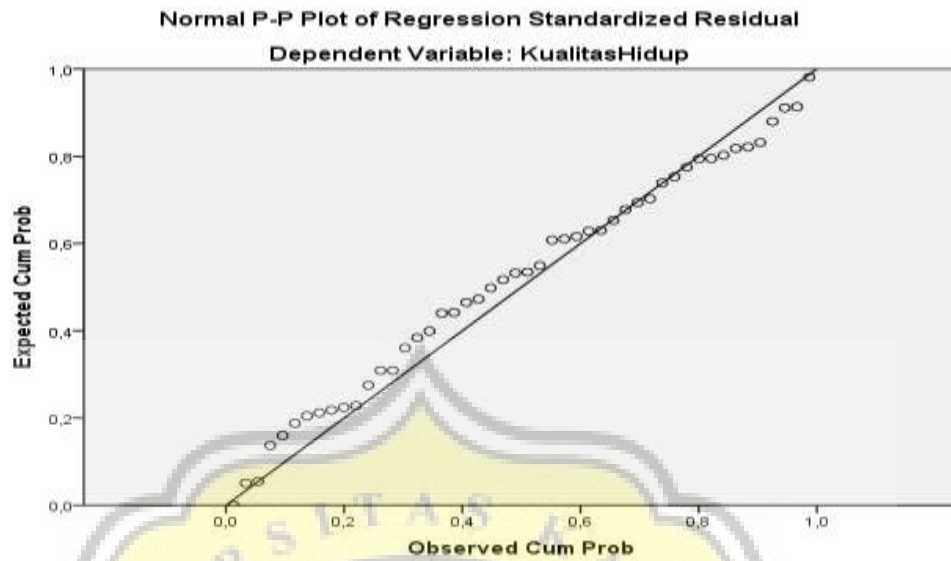 Normal P-P Plot of Regression Standardized Residual
Dependent Variable: KualitasHidup
Expected Cum Prob
1,0
0,8
0,6
0,4
0,2
0,0
0,0 0,2 0,4 0,6 0,8 1,0
Observed Cum Prob